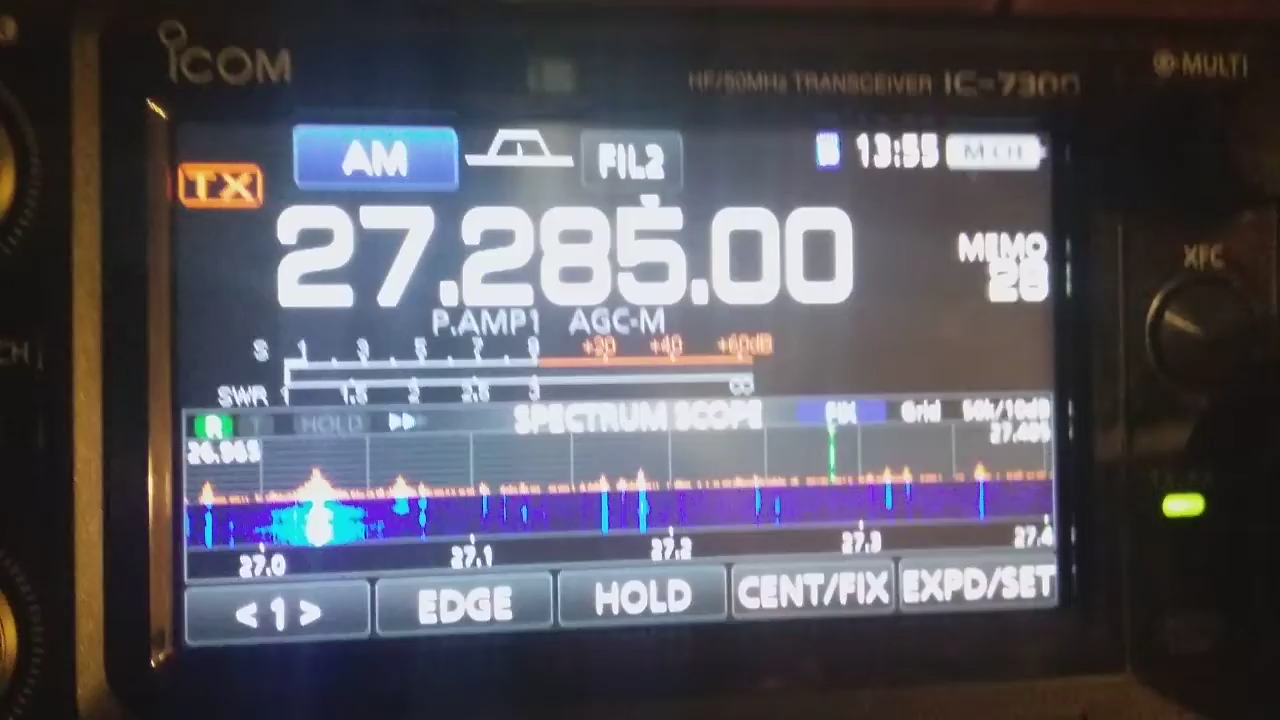 ICOM
HF/50MHz TRANSCEIVER IC-7300
MULTI
AM FIL2 13:55
TX
27.285.00
MEMO
28
XFC
P.AMP1 AGC-M
S 1 3 5 7 9 +20 +40 +60dB
SWR 1 1.5 2 2.5 3 ∞
R T HOLD SPECTRUM SCOPE FIX Grid 50k/10dB
26.965 27.405
27.0 27.1 27.2 27.3 27.4
< 1 > EDGE HOLD CENT/FIX EXPD/SET